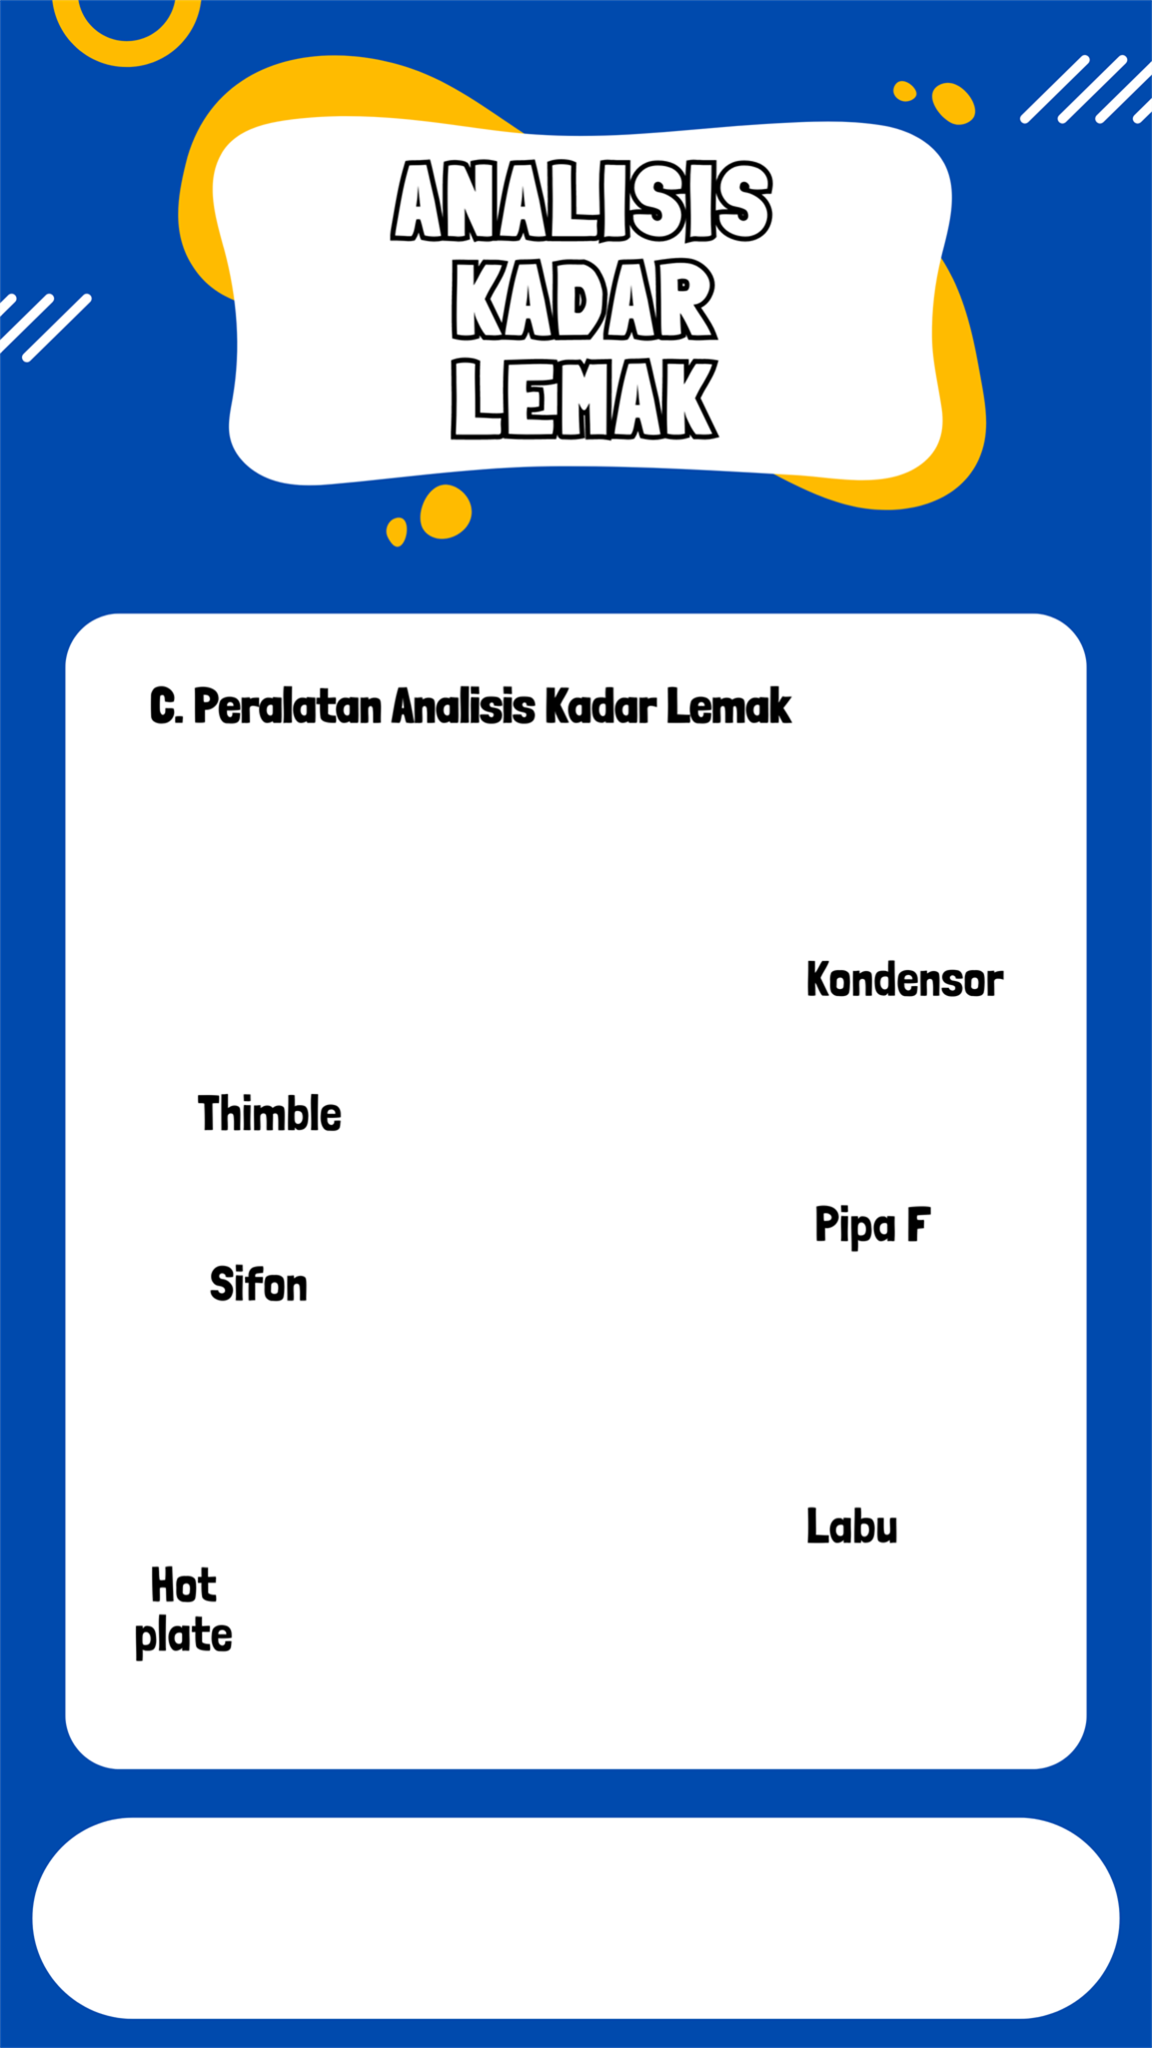 ANALISIS
KADAR
LEMAK
C. Peralatan Analisis Kadar Lemak
Kondensor
Thimble
Pipa F
Sifon
Labu
Hot
plate